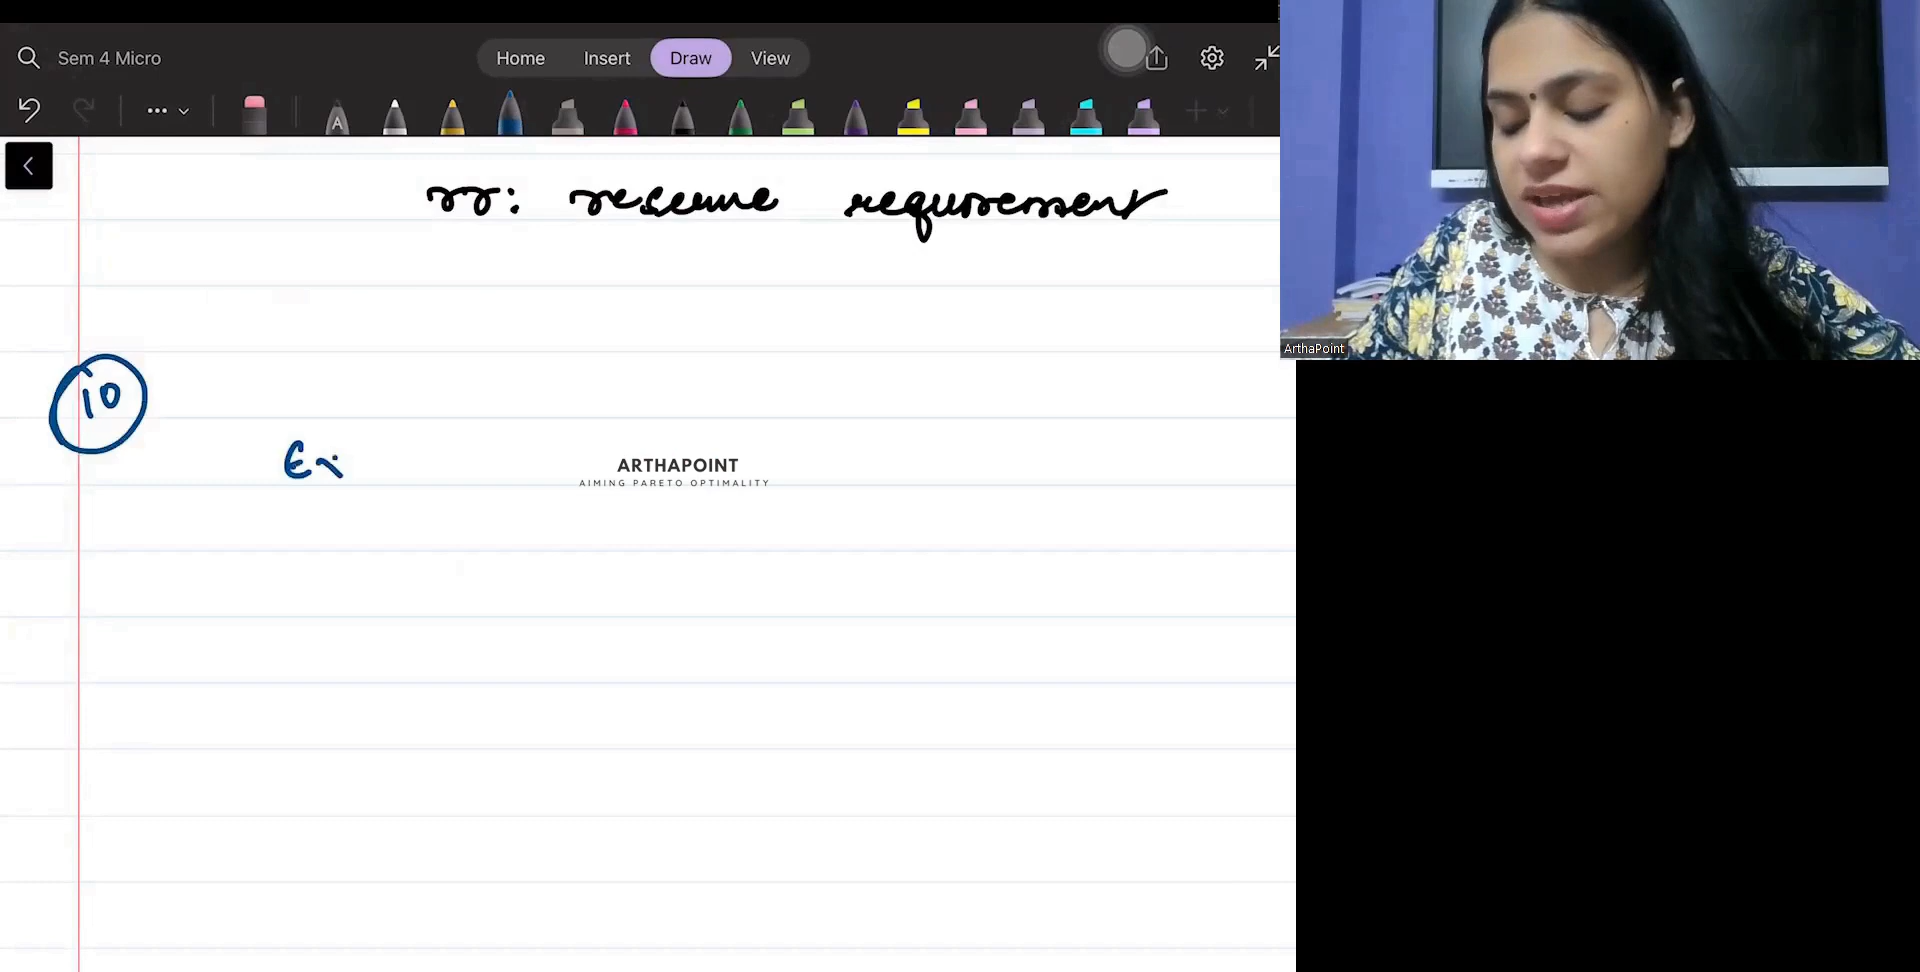 Sem 4 Micro
Home Insert Draw View
A
rr: reserve requirement
10
Ex
ARTHAPOINT
AIMING PARETO OPTIMALITY
ArthaPoint